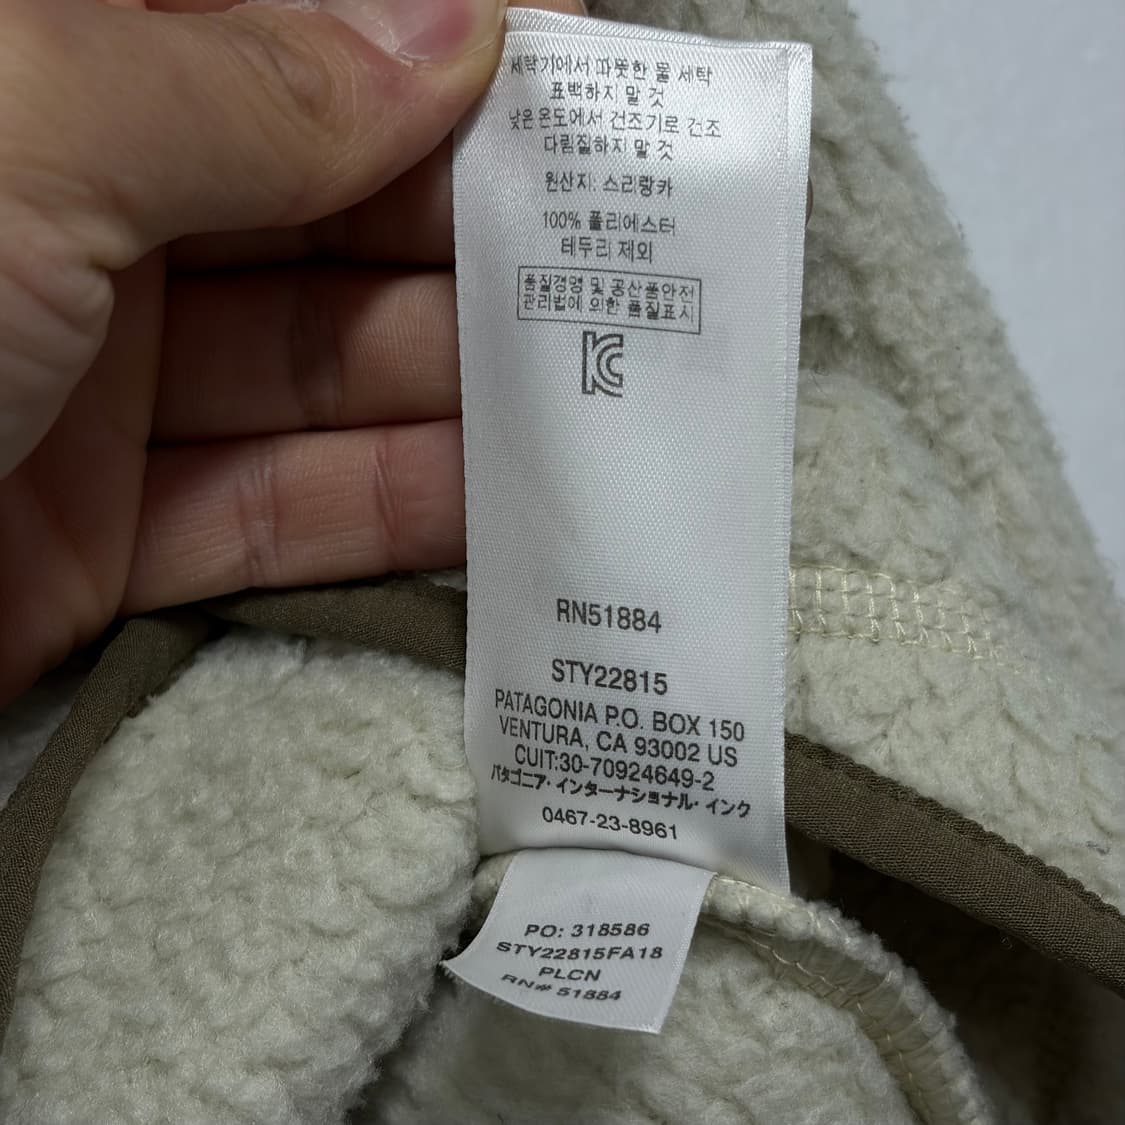 세탁기에서 따뜻한 물 세탁
표백하지 말 것
낮은 온도에서 건조기로 건조
다림질하지 말 것
원산지: 스리랑카
100% 폴리에스터
테두리 제외
품질경영 및 공산품안전
관리법에 의한 품질표시
KC
RN51884
STY22815
PATAGONIA P.O. BOX 150
VENTURA, CA 93002 US
CUIT:30-70924649-2
パタゴニア・インターナショナル・インク
0467-23-8961
PO: 318586
STY22815FA18
PLCN
RN# 51884